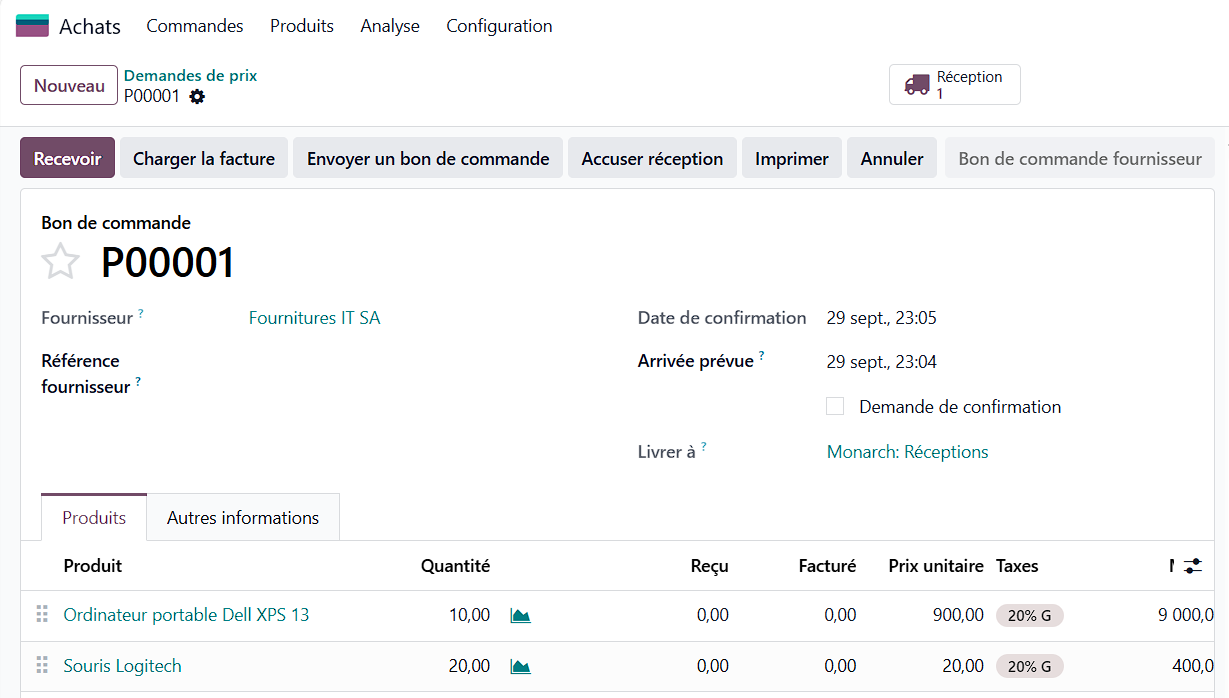 Achats Commandes Produits Analyse Configuration
Nouveau Demandes de prix
P00001
Réception
1
Recevoir Charger la facture Envoyer un bon de commande Accuser réception Imprimer Annuler Bon de commande fournisseur
Bon de commande
P00001
Fournisseur ? Fournitures IT SA
Référence
fournisseur ?
Date de confirmation 29 sept., 23:05
Arrivée prévue ? 29 sept., 23:04
Demande de confirmation
Livrer à ? Monarch: Réceptions
Produits Autres informations
Produit Quantité Reçu Facturé Prix unitaire Taxes
Ordinateur portable Dell XPS 13 10,00 0,00 0,00 900,00 20% G 9 000,0
Souris Logitech 20,00 0,00 0,00 20,00 20% G 400,0